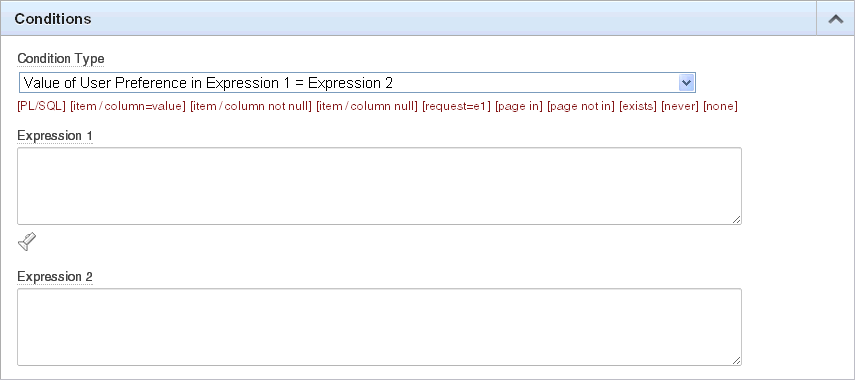 Conditions
Condition Type
Value of User Preference in Expression 1 = Expression 2
[PL/SQL] [item / column=value] [item / column not null] [item / column null] [request=e1] [page in] [page not in] [exists] [never] [none]
Expression 1
Expression 2